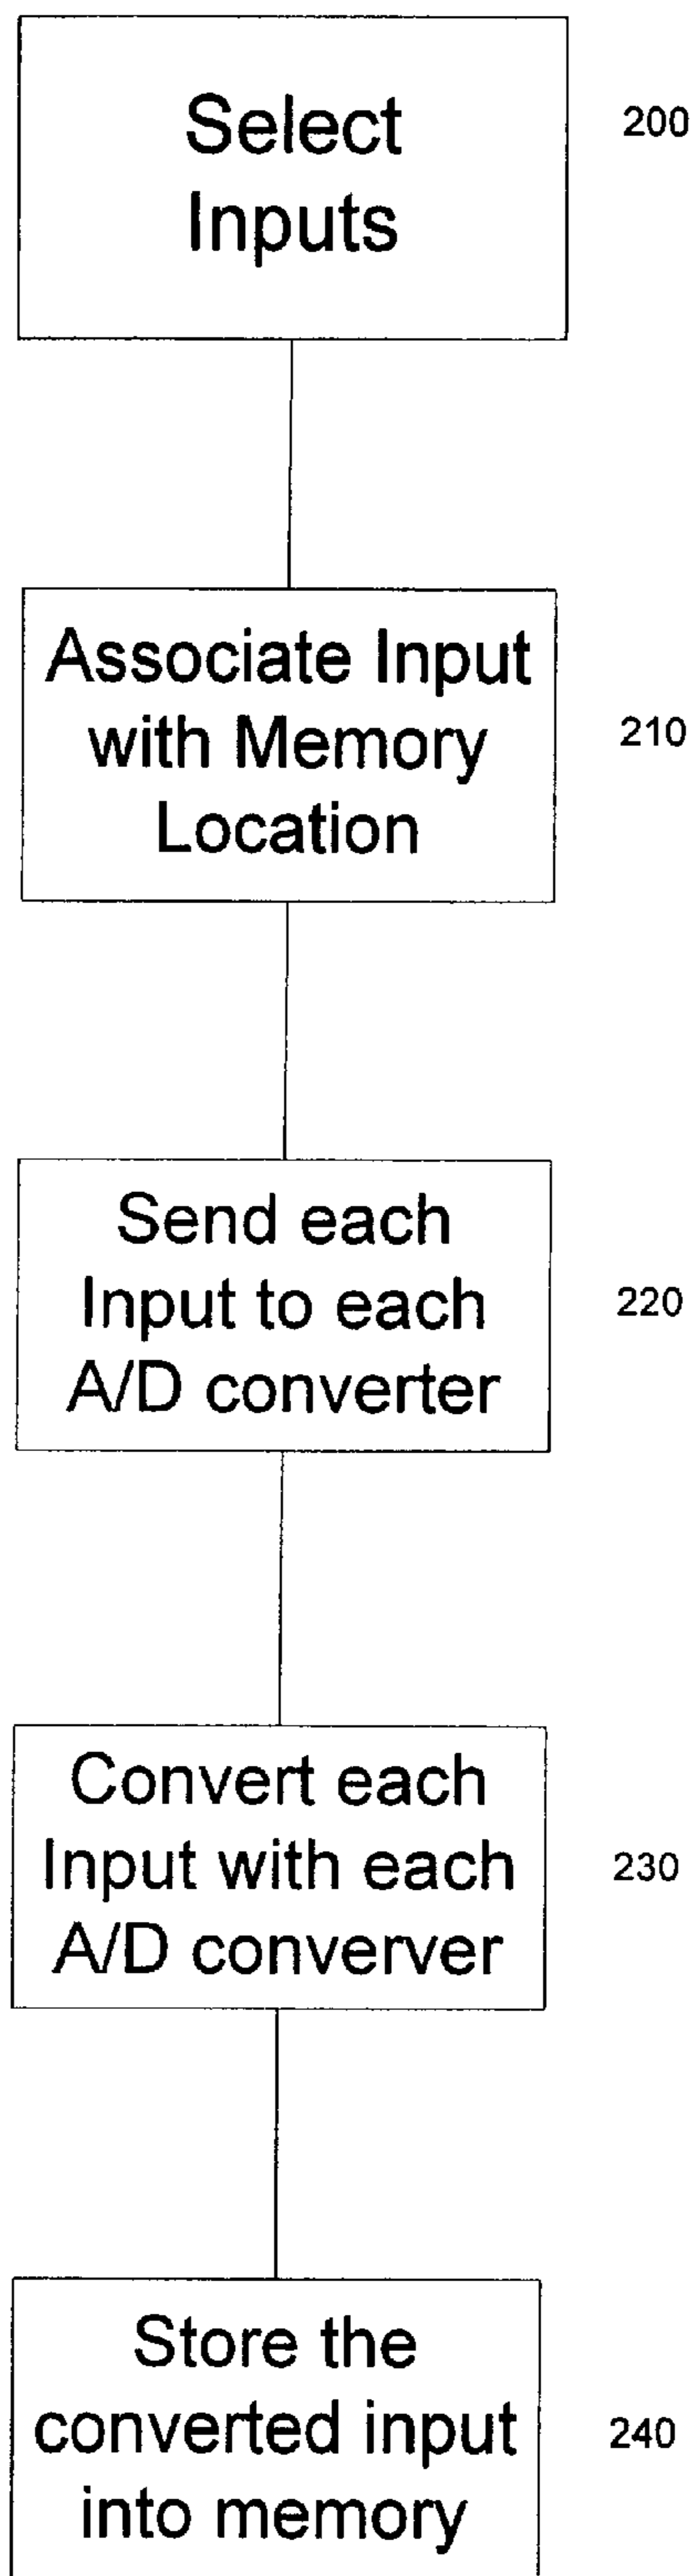 Select
Inputs
200
Associate Input
with Memory
Location
210
Send each
Input to each
A/D converter
220
Convert each
Input with each
A/D converver
230
Store the
converted input
into memory
240